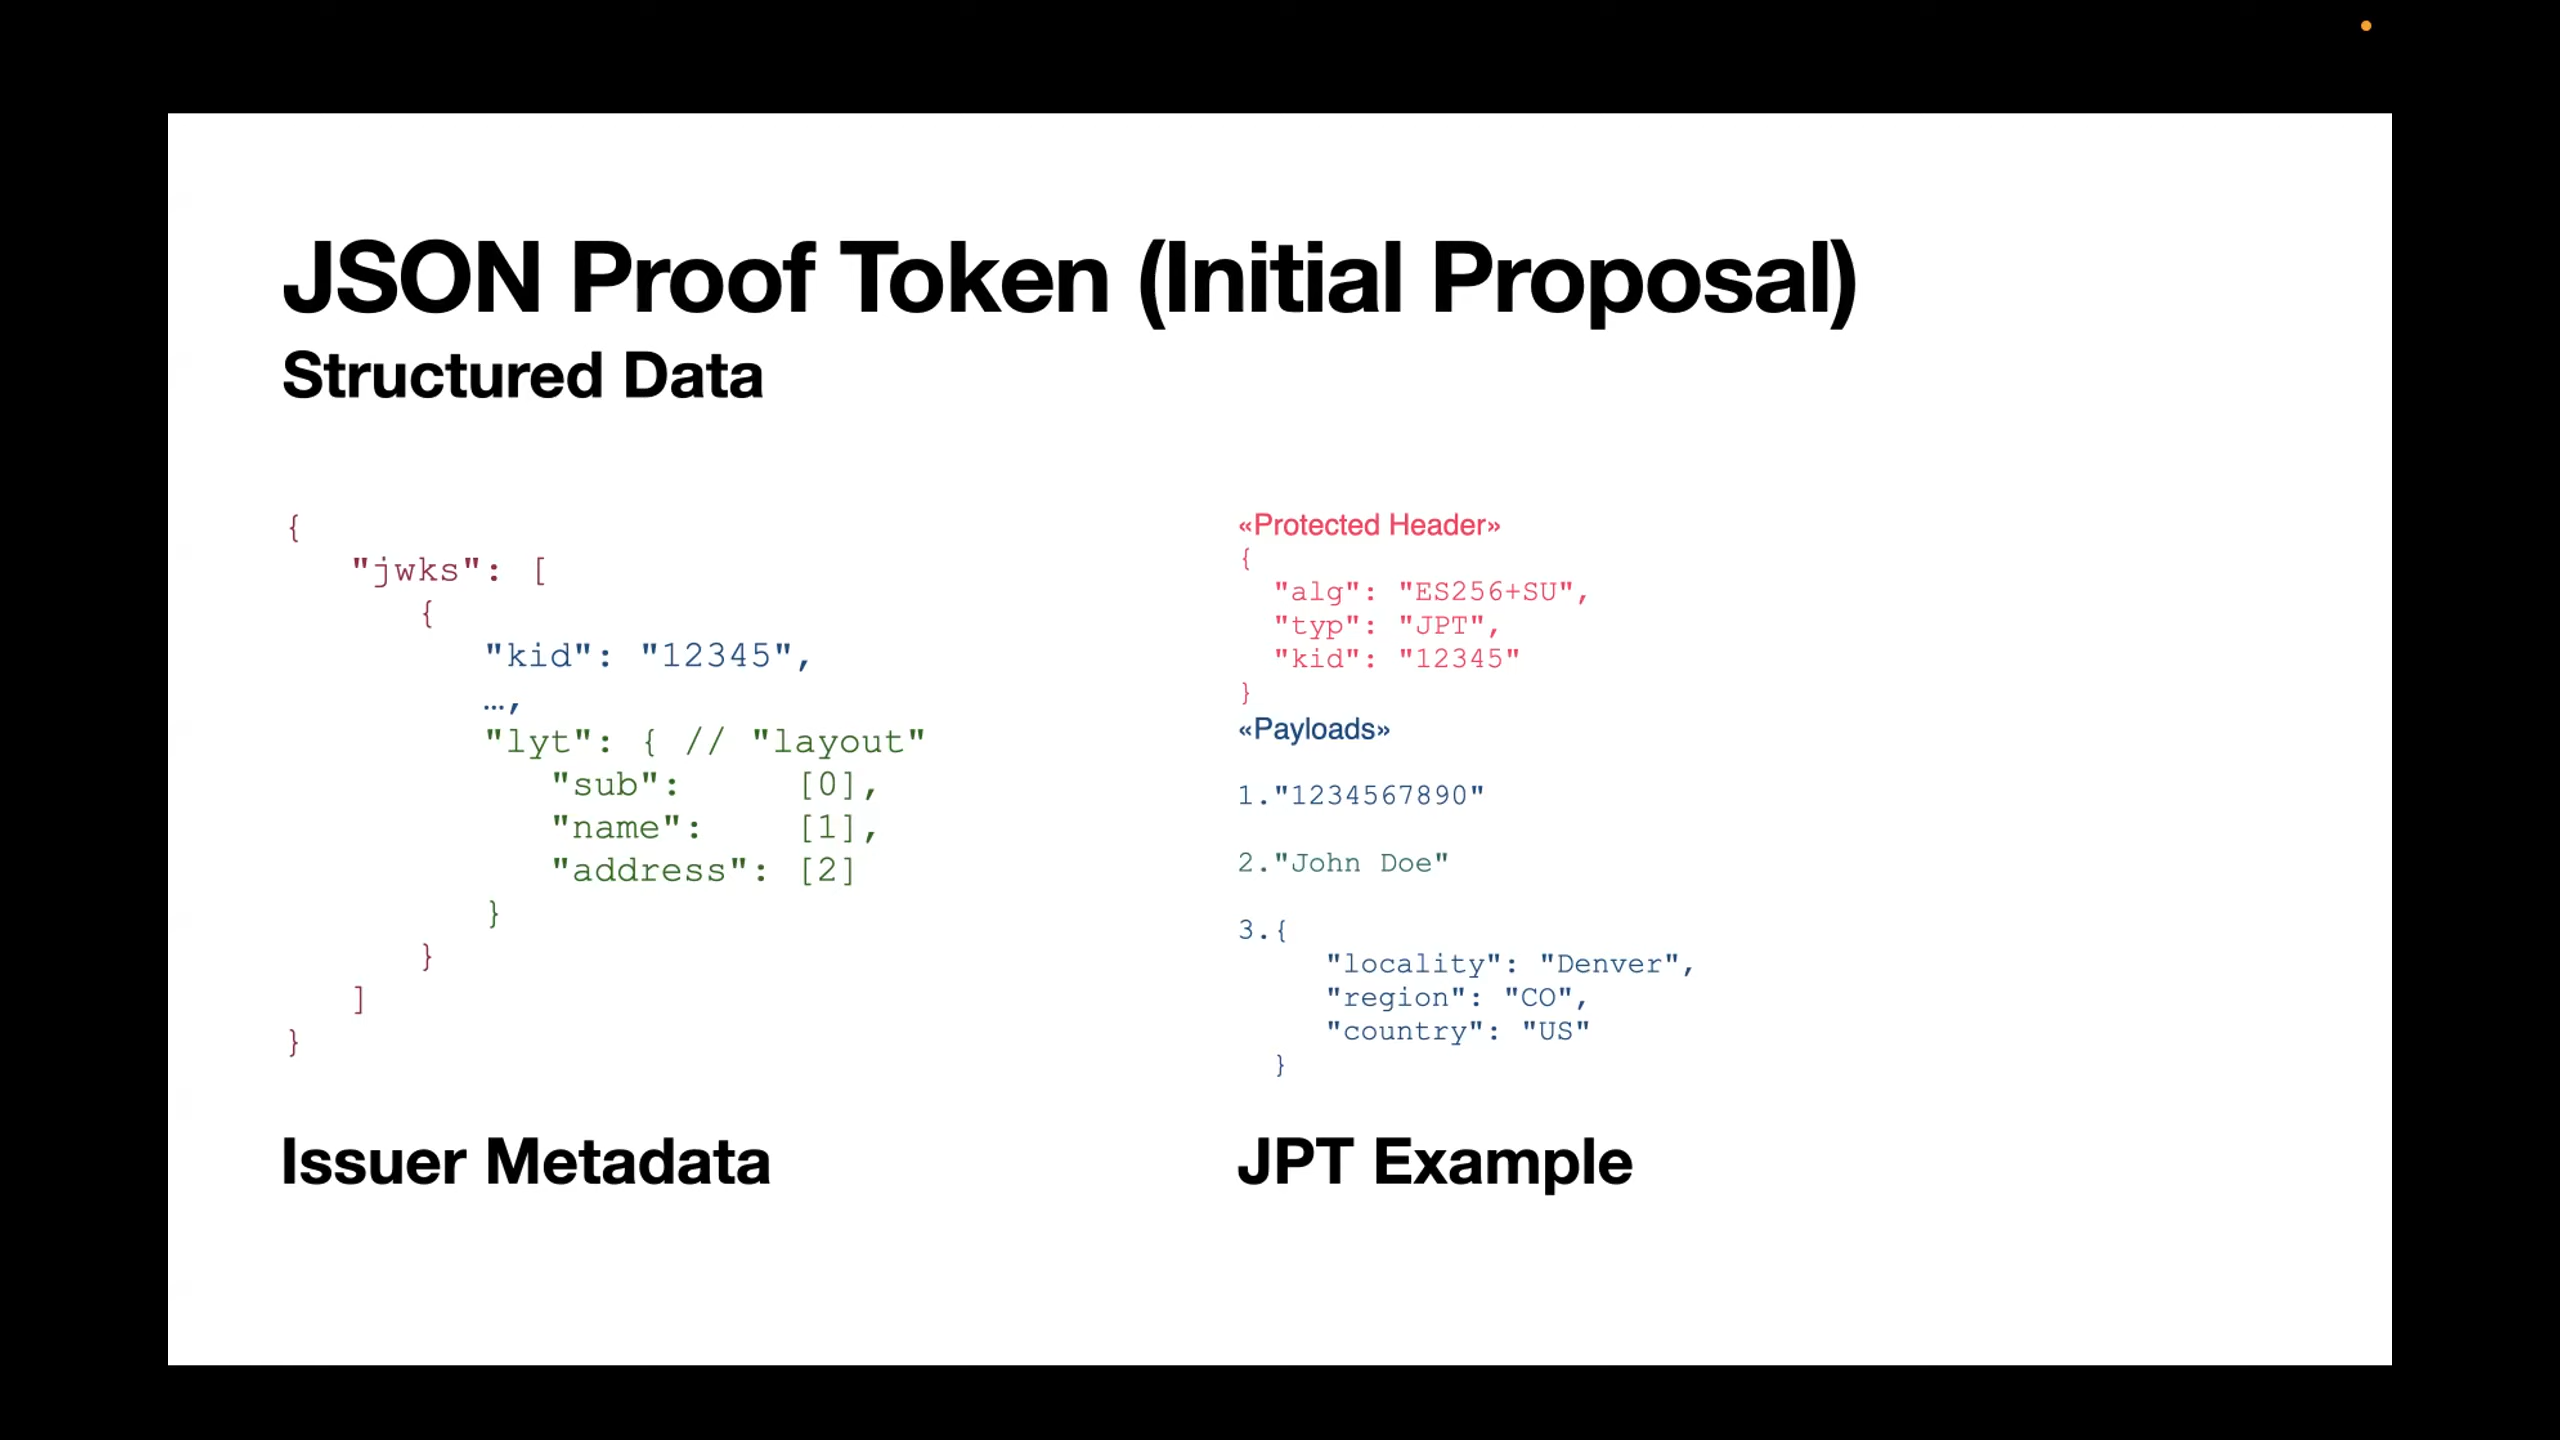 JSON Proof Token (Initial Proposal)
Structured Data
{
"jwks": [
{
"kid": "12345",
…,
"lyt": { // "layout"
"sub": [0],
"name": [1],
"address": [2]
}
}
]
}
Issuer Metadata
«Protected Header»
{
"alg": "ES256+SU",
"typ": "JPT",
"kid": "12345"
}
«Payloads»
1."1234567890"
2."John Doe"
3.{
"locality": "Denver",
"region": "CO",
"country": "US"
}
JPT Example